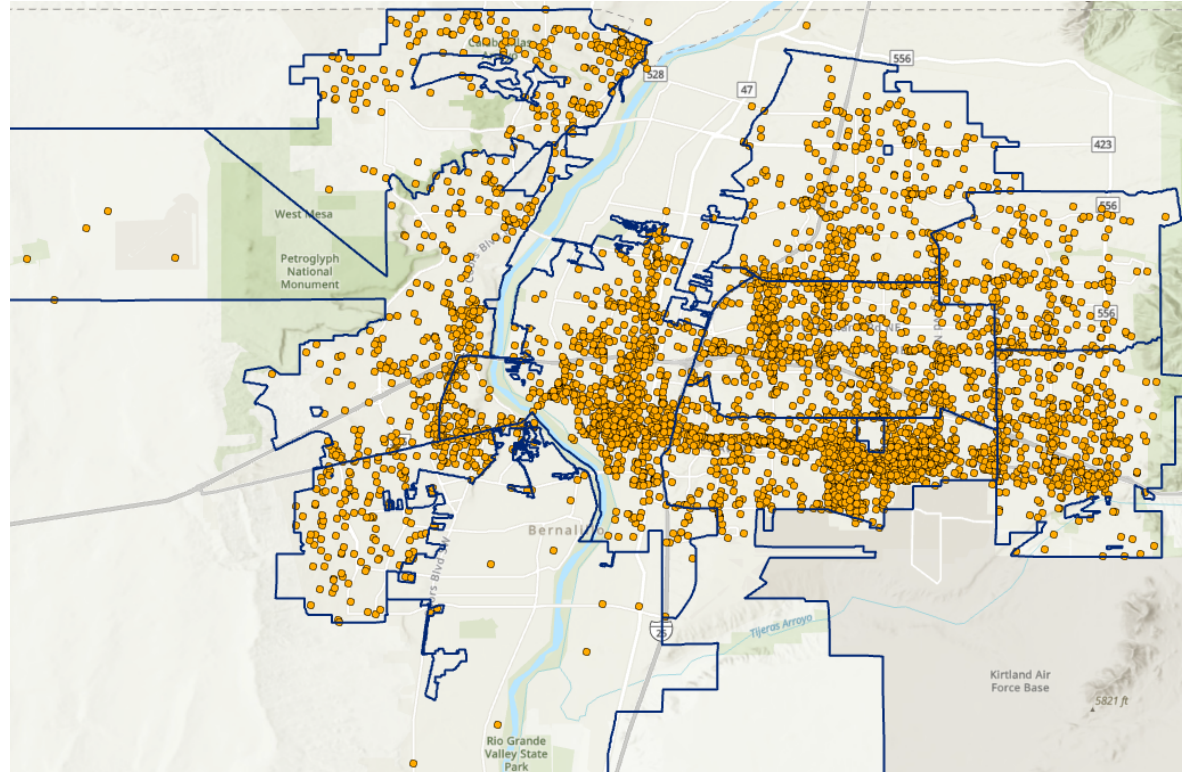 528
556
47
423
West Mesa
556
Petroglyph
National
Monument
556
Bernalillo
25
Tijeras Arroyo
Kirtland Air
Force Base
5821 ft
Rio Grande
Valley State
Park